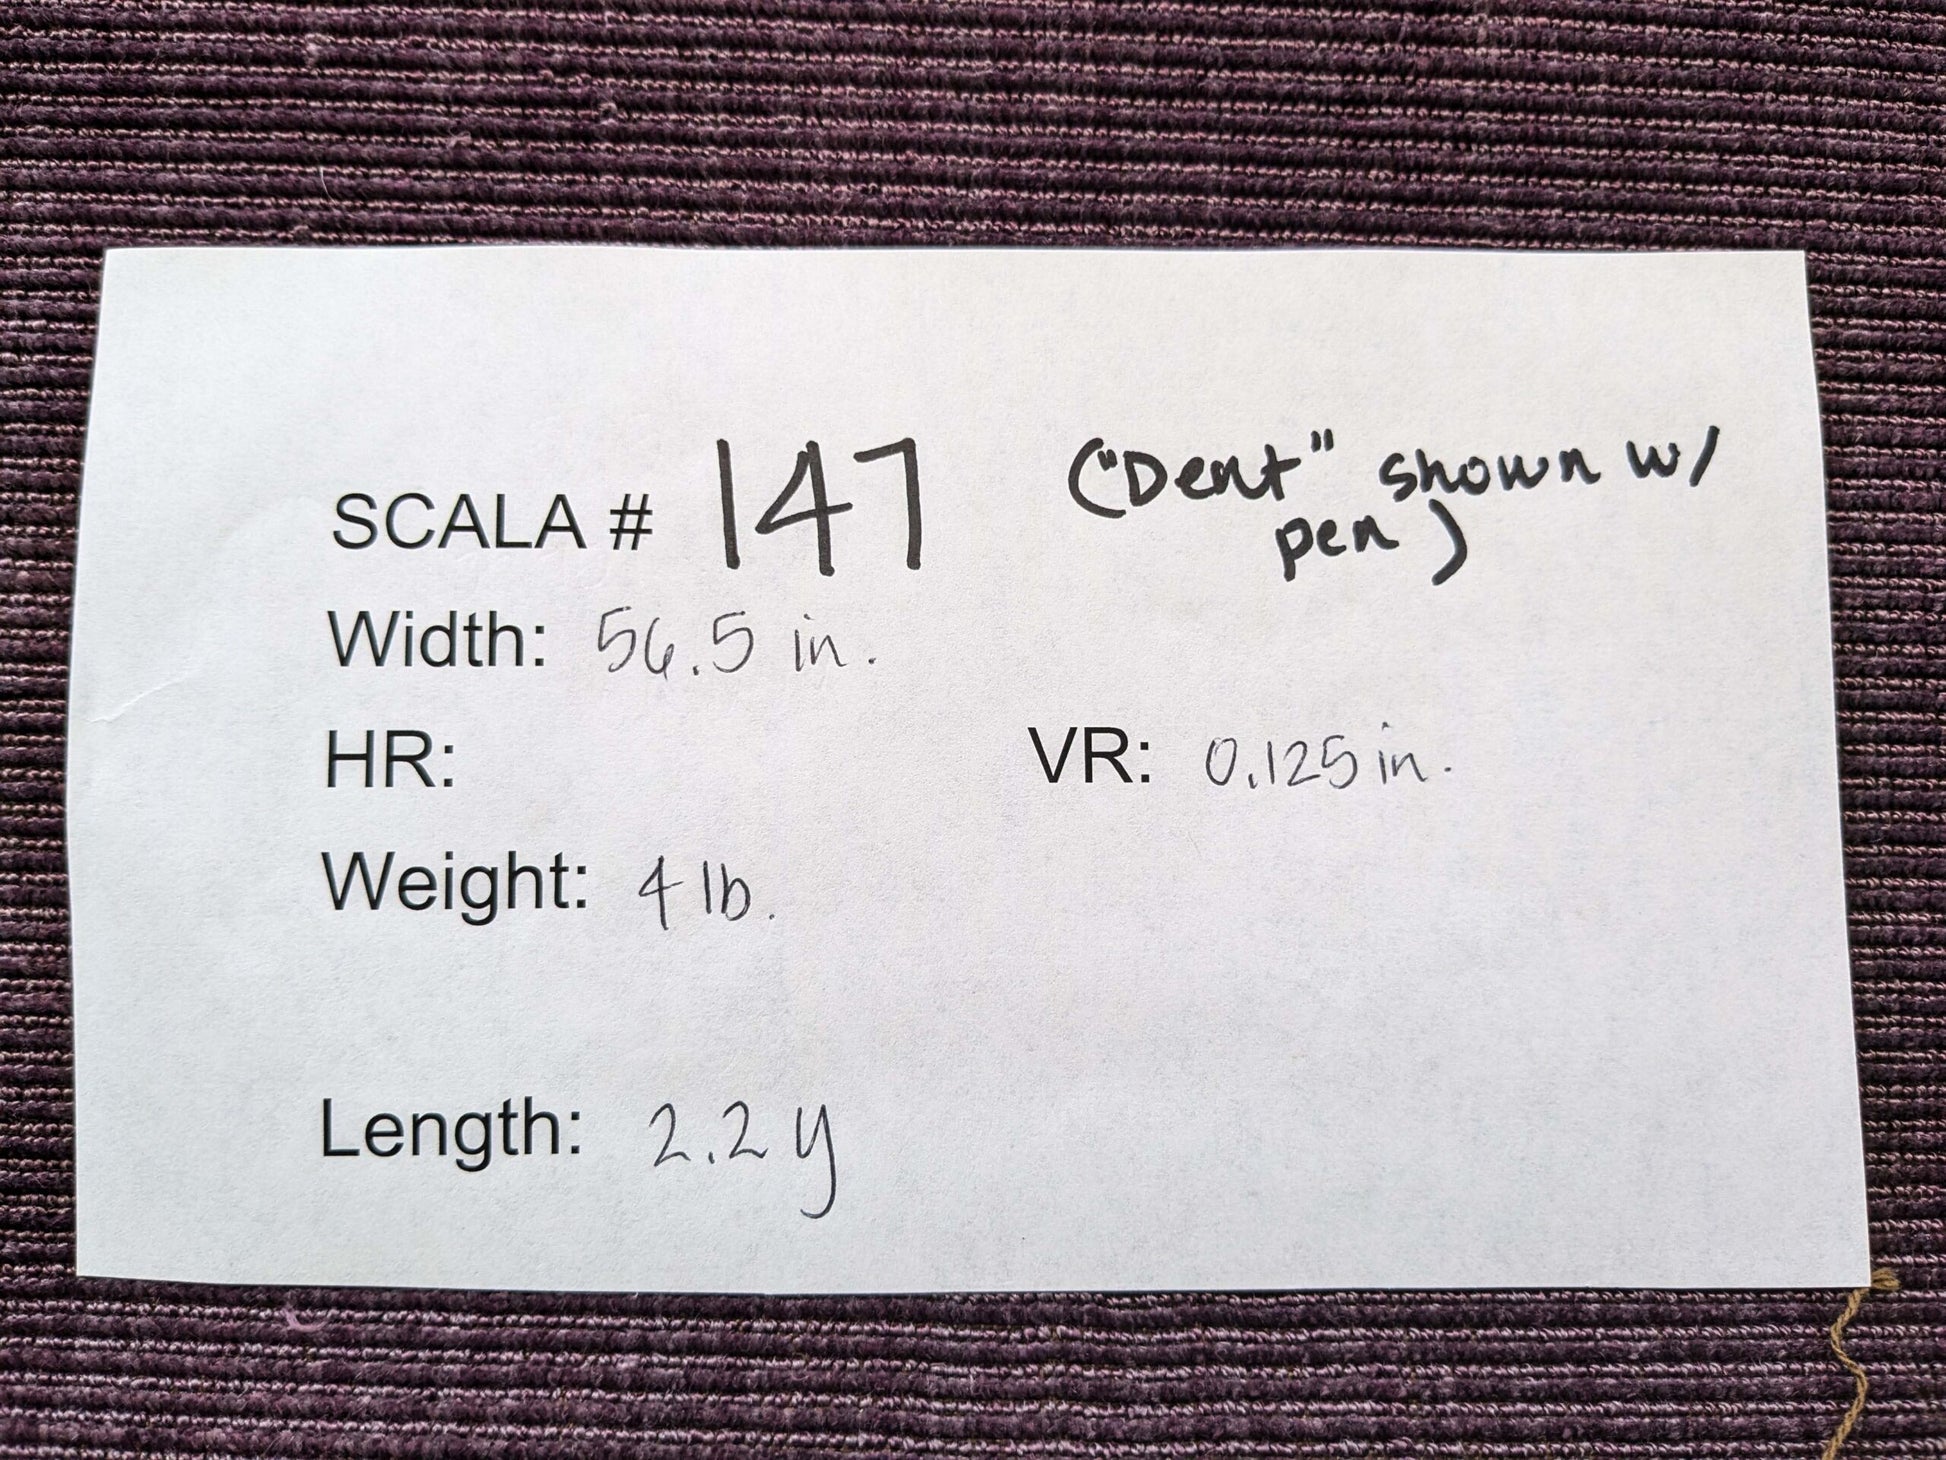 SCALA # 147 ("Dent" shown w/
pen)
Width: 56.5 in.
HR: VR: 0.125 in.
Weight: 4 lb.
Length: 2.2 y